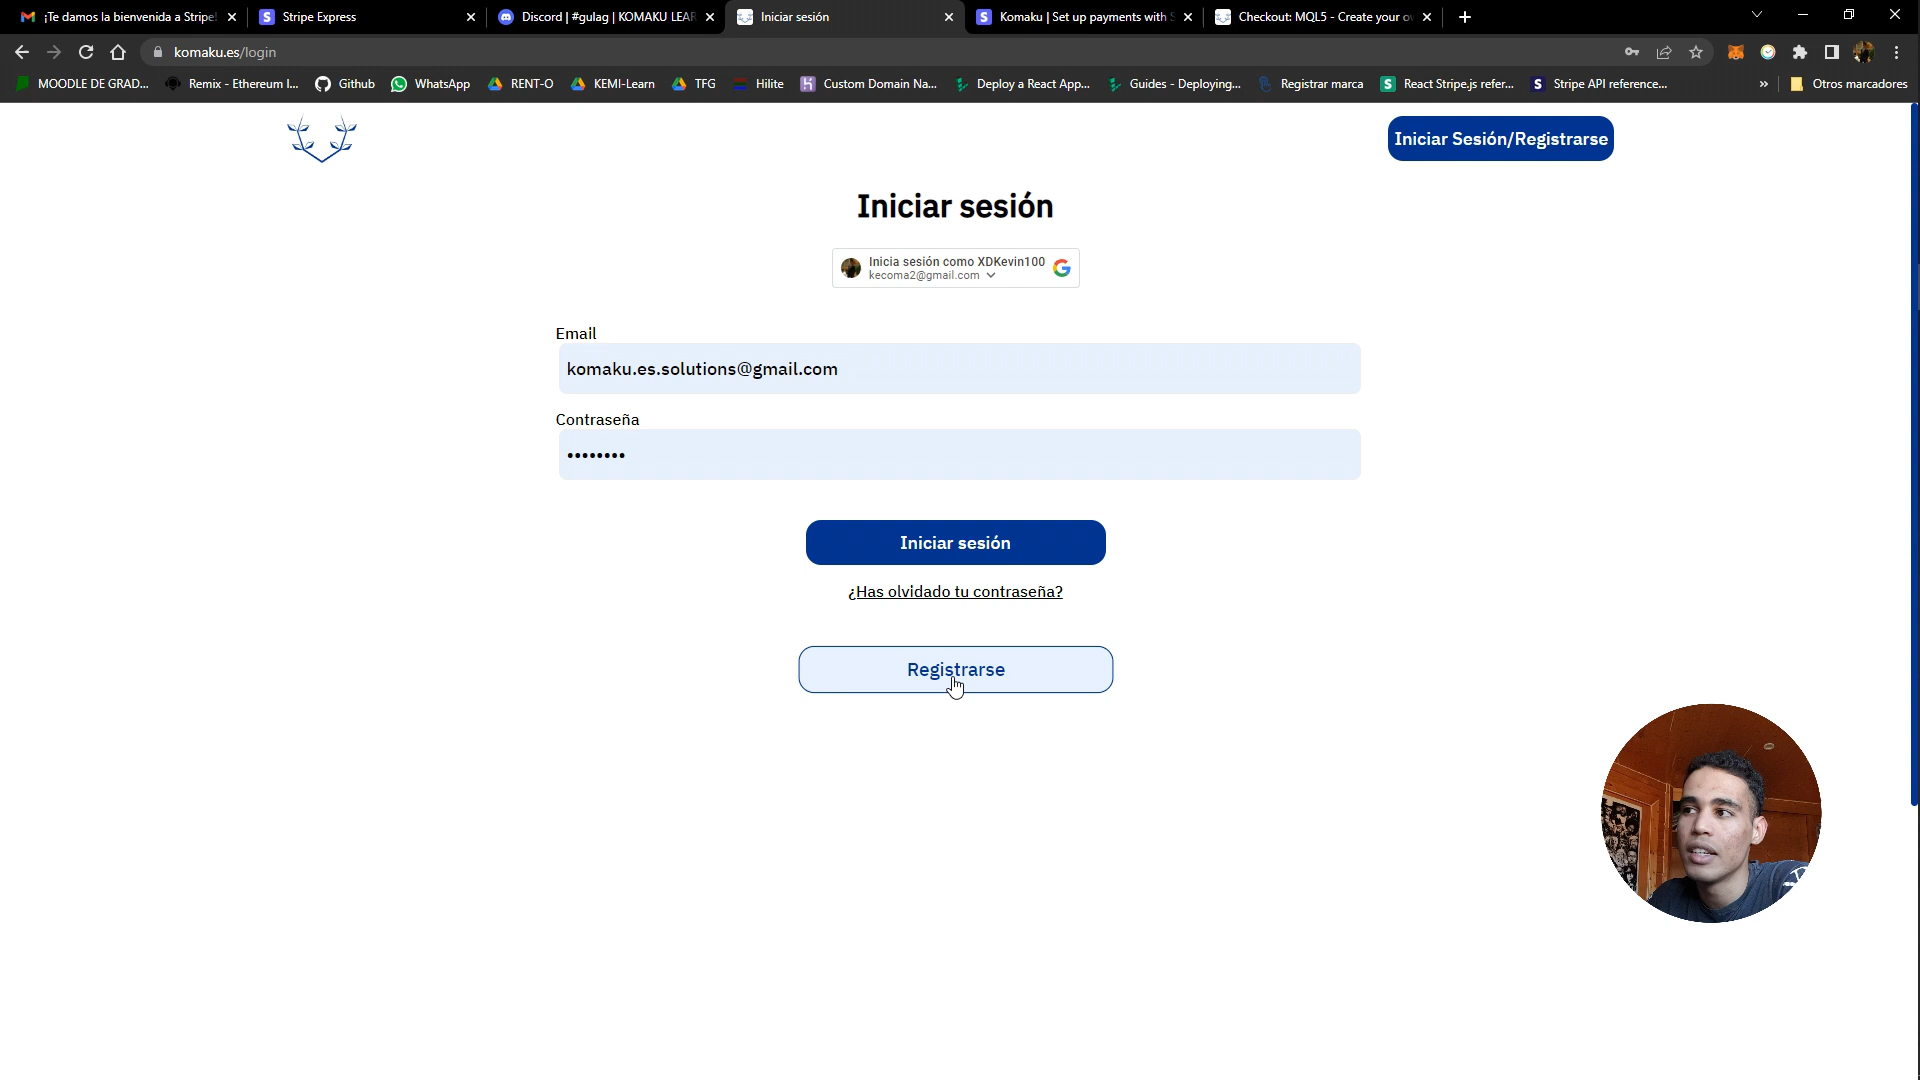 ¡Te damos la bienvenida a Stripe!
Stripe Express
Discord | #gulag | KOMAKU LEAR
Iniciar sesión
Komaku | Set up payments with S
Checkout: MQL5 - Create your o
komaku.es/login
MOODLE DE GRAD...
Remix - Ethereum I...
Github
WhatsApp
RENT-O
KEMI-Learn
TFG
Hilite
Custom Domain Na...
Deploy a React App...
Guides - Deploying...
Registrar marca
React Stripe.js refer...
Stripe API reference...
»
Otros marcadores
Iniciar Sesión/Registrarse
Iniciar sesión
Inicia sesión como XDKevin100
kecoma2@gmail.com
Email
komaku.es.solutions@gmail.com
Contraseña
••••••••
Iniciar sesión
¿Has olvidado tu contraseña?
Registrarse